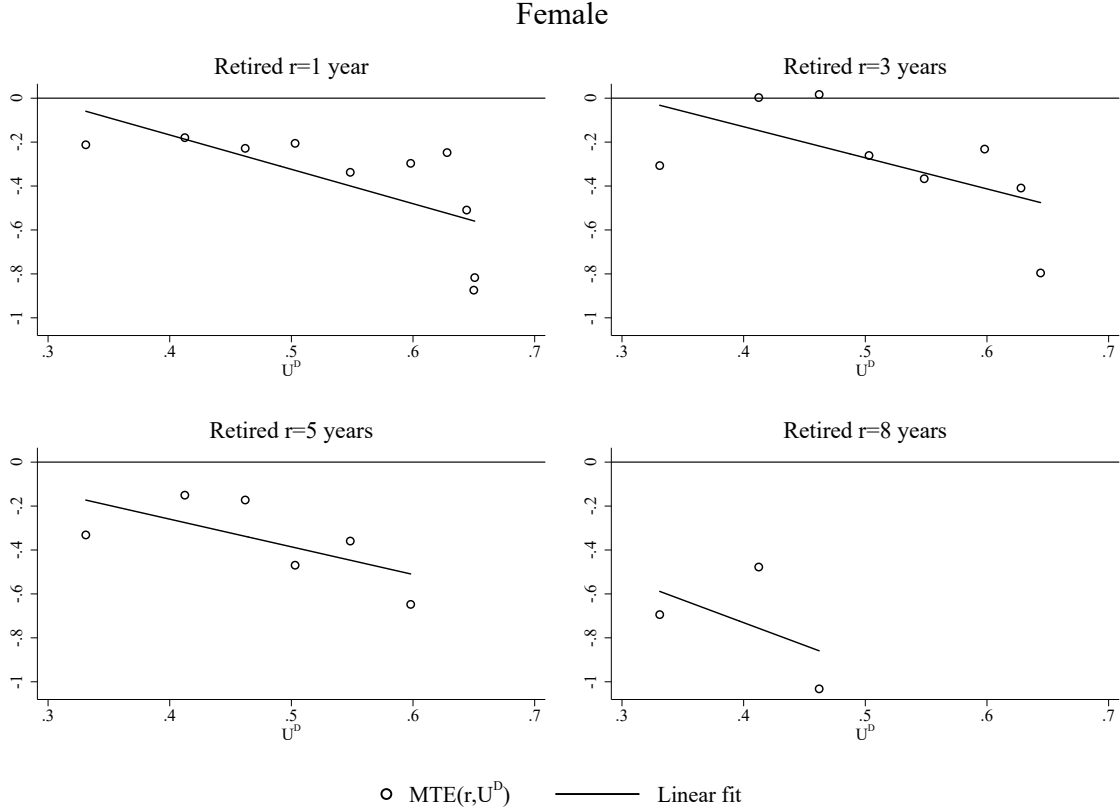 Female
Retired r=1 year
0
-.2
-.4
-.6
-.8
-1
.3 .4 .5 .6 .7
U^D
Retired r=3 years
0
-.2
-.4
-.6
-.8
-1
.3 .4 .5 .6 .7
U^D
Retired r=5 years
0
-.2
-.4
-.6
-.8
-1
.3 .4 .5 .6 .7
U^D
Retired r=8 years
0
-.2
-.4
-.6
-.8
-1
.3 .4 .5 .6 .7
U^D
MTE(r,U^D) Linear fit